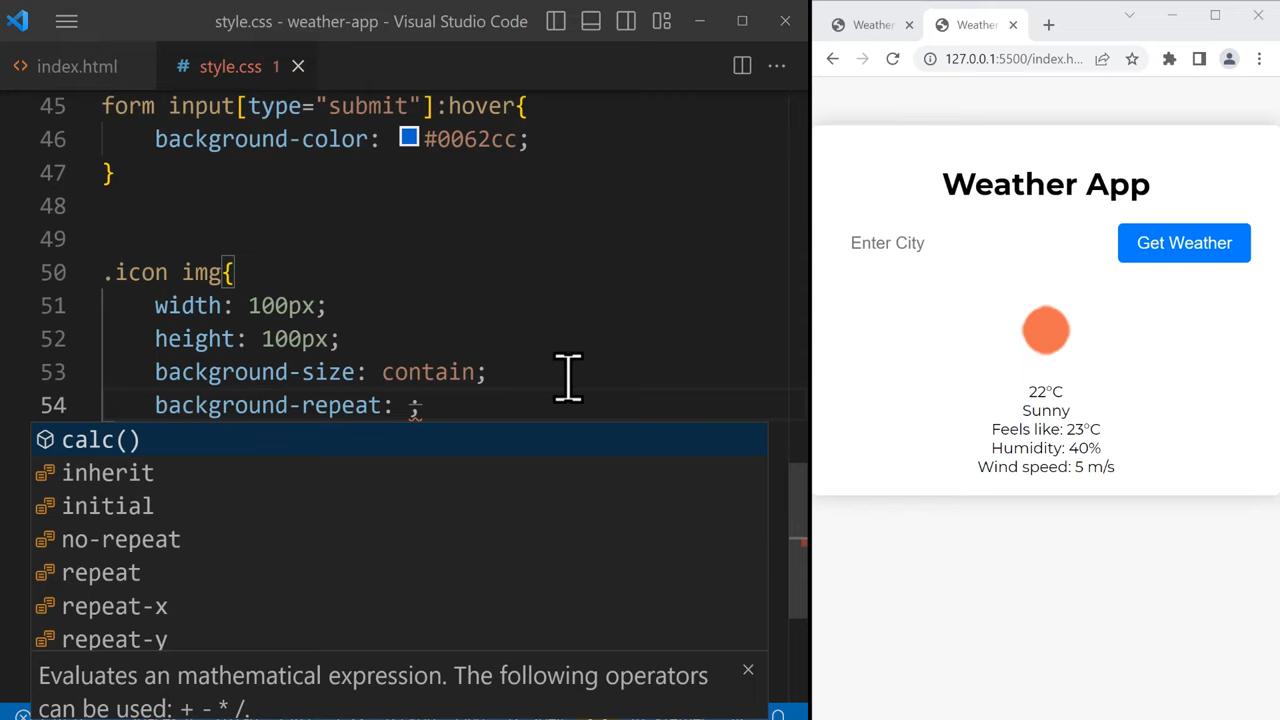 style.css - weather-app - Visual Studio Code
index.html
# style.css 1
45 form input[type="submit"]:hover{
46 background-color: #0062cc;
47 }
48
49
50 .icon img{
51 width: 100px;
52 height: 100px;
53 background-size: contain;
54 background-repeat: ;
calc()
inherit
initial
no-repeat
repeat
repeat-x
repeat-y
Evaluates an mathematical expression. The following operators
can be used: + - * /.
Weather
Weather
127.0.0.1:5500/index.h...
Weather App
Enter City
Get Weather
22°C
Sunny
Feels like: 23°C
Humidity: 40%
Wind speed: 5 m/s